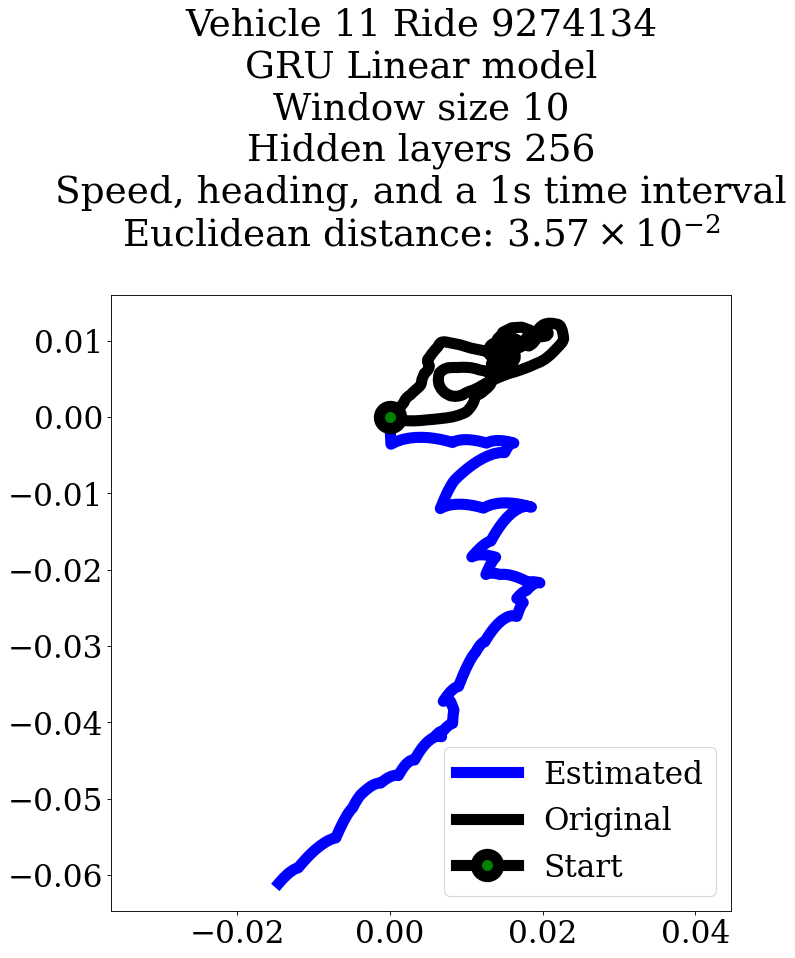 Vehicle 11 Ride 9274134
GRU Linear model
Window size 10
Hidden layers 256
Speed, heading, and a 1s time interval
Euclidean distance: 3.57 × 10⁻²
0.01
0.00
−0.01
−0.02
−0.03
−0.04
−0.05
−0.06
Estimated
Original
Start
−0.02 0.00 0.02 0.04